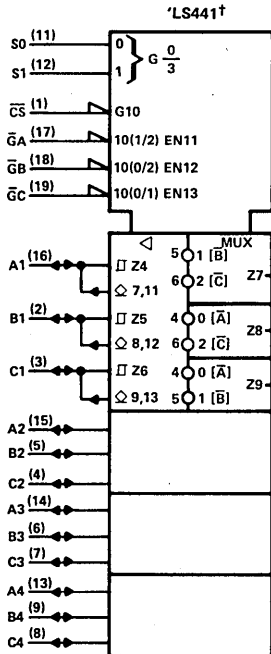 'LS441†
S0 (11) 0
S1 (12) 1
G 0/3
C̅S̅ (1) G10
G̅A (17) 10(1/2) EN11
G̅B (18) 10(0/2) EN12
G̅C (19) 10(0/1) EN13
◁ MUX
A1 (16) Z4 5 1 [B̅] Z7
7,11 6 2 [C̅]
B1 (2) Z5 4 0 [A̅] Z8
8,12 6 2 [C̅]
C1 (3) Z6 4 0 [A̅] Z9
9,13 5 1 [B̅]
A2 (15)
B2 (5)
C2 (4)
A3 (14)
B3 (6)
C3 (7)
A4 (13)
B4 (9)
C4 (8)